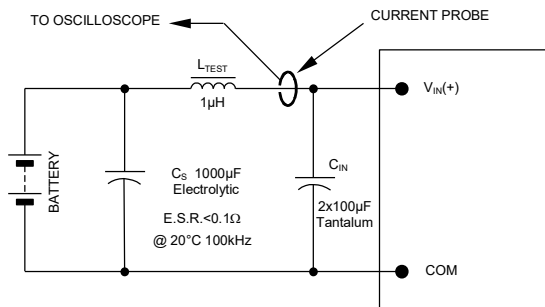 TO OSCILLOSCOPE
CURRENT PROBE
LTEST
1μH
VIN(+)
BATTERY
CS 1000μF
Electrolytic
E.S.R.<0.1Ω
@ 20°C 100kHz
CIN
2x100μF
Tantalum
COM